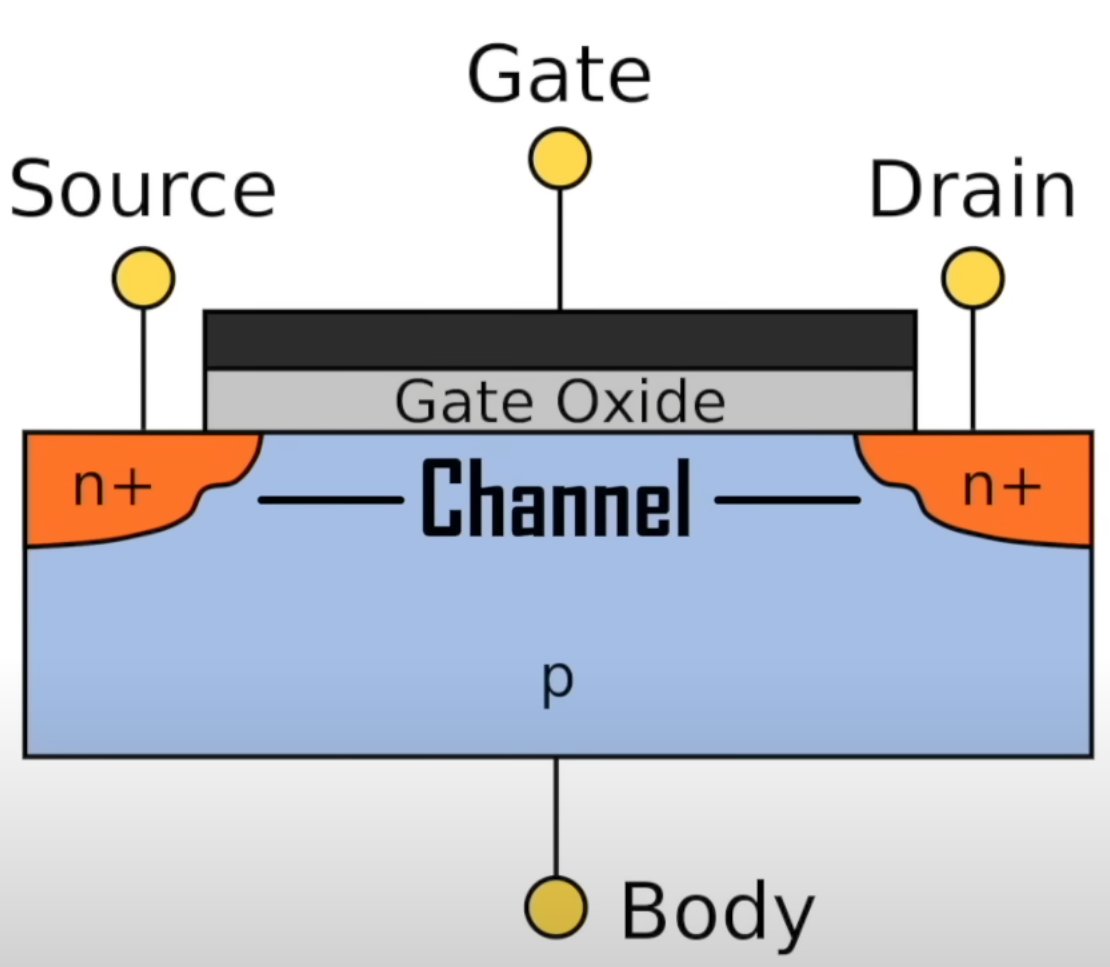 Gate
Source
Drain
Gate Oxide
n+
Channel
n+
p
Body